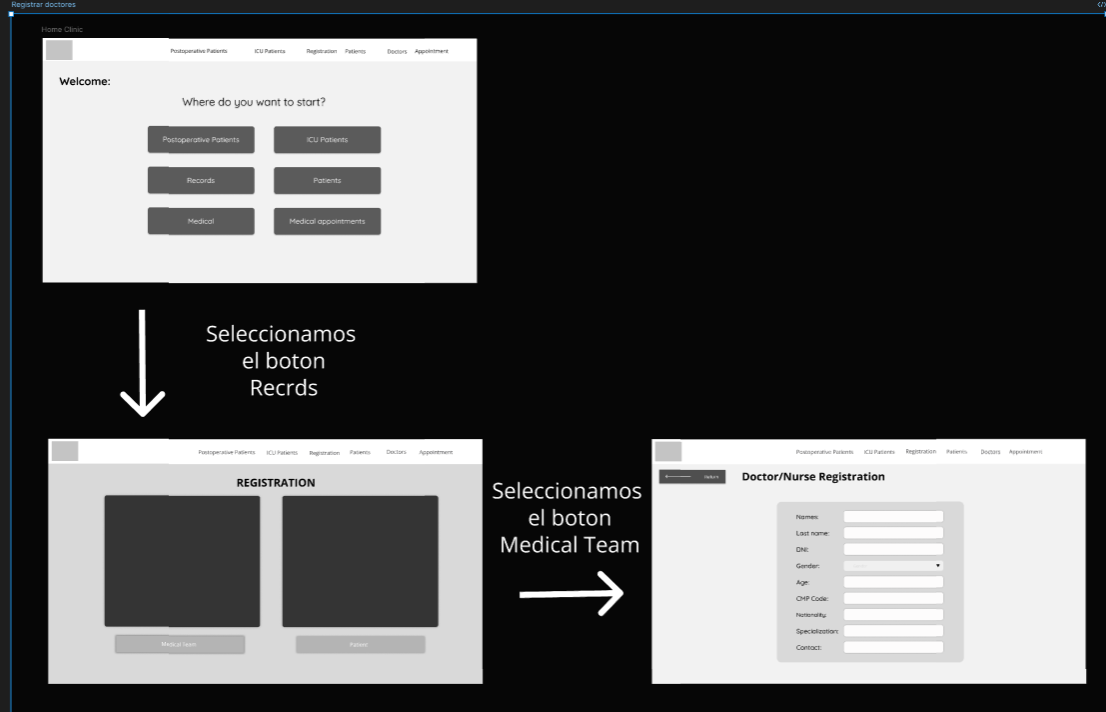 Registrar doctores
Home Clinic
Postoperative Patients ICU Patients Registration Patients Doctors Appointment
Welcome:
Where do you want to start?
Postoperative Patients ICU Patients
Records Patients
Medical Medical appointments
Seleccionamos
el boton
Recrds
Postoperative Patients ICU Patients Registration Patients Doctors Appointment
REGISTRATION
Medical Team Patient
Seleccionamos
el boton
Medical Team
Postoperative Patients ICU Patients Registration Patients Doctors Appointment
Return Doctor/Nurse Registration
Names:
Last name:
DNI:
Gender:
Age:
CMP Code:
Nationality:
Specialization:
Contact: